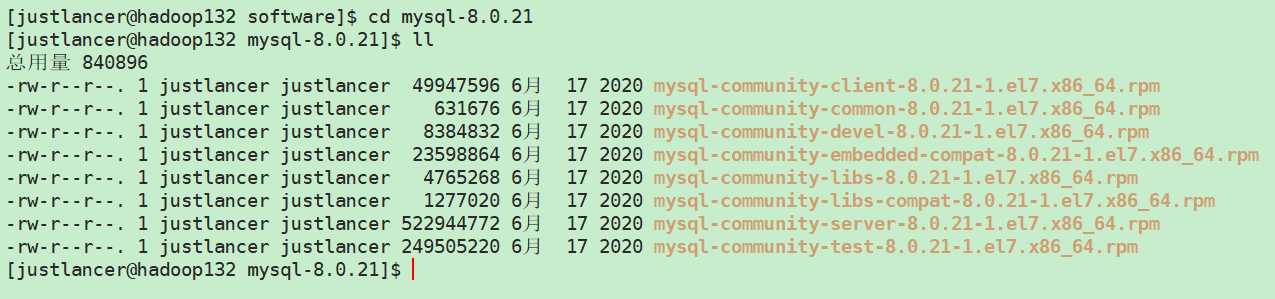 [justlancer@hadoop132 software]$ cd mysql-8.0.21
[justlancer@hadoop132 mysql-8.0.21]$ ll
总用量 840896
-rw-r--r--. 1 justlancer justlancer  49947596 6月  17 2020 mysql-community-client-8.0.21-1.el7.x86_64.rpm
-rw-r--r--. 1 justlancer justlancer    631676 6月  17 2020 mysql-community-common-8.0.21-1.el7.x86_64.rpm
-rw-r--r--. 1 justlancer justlancer   8384832 6月  17 2020 mysql-community-devel-8.0.21-1.el7.x86_64.rpm
-rw-r--r--. 1 justlancer justlancer  23598864 6月  17 2020 mysql-community-embedded-compat-8.0.21-1.el7.x86_64.rpm
-rw-r--r--. 1 justlancer justlancer   4765268 6月  17 2020 mysql-community-libs-8.0.21-1.el7.x86_64.rpm
-rw-r--r--. 1 justlancer justlancer   1277020 6月  17 2020 mysql-community-libs-compat-8.0.21-1.el7.x86_64.rpm
-rw-r--r--. 1 justlancer justlancer 522944772 6月  17 2020 mysql-community-server-8.0.21-1.el7.x86_64.rpm
-rw-r--r--. 1 justlancer justlancer 249505220 6月  17 2020 mysql-community-test-8.0.21-1.el7.x86_64.rpm
[justlancer@hadoop132 mysql-8.0.21]$